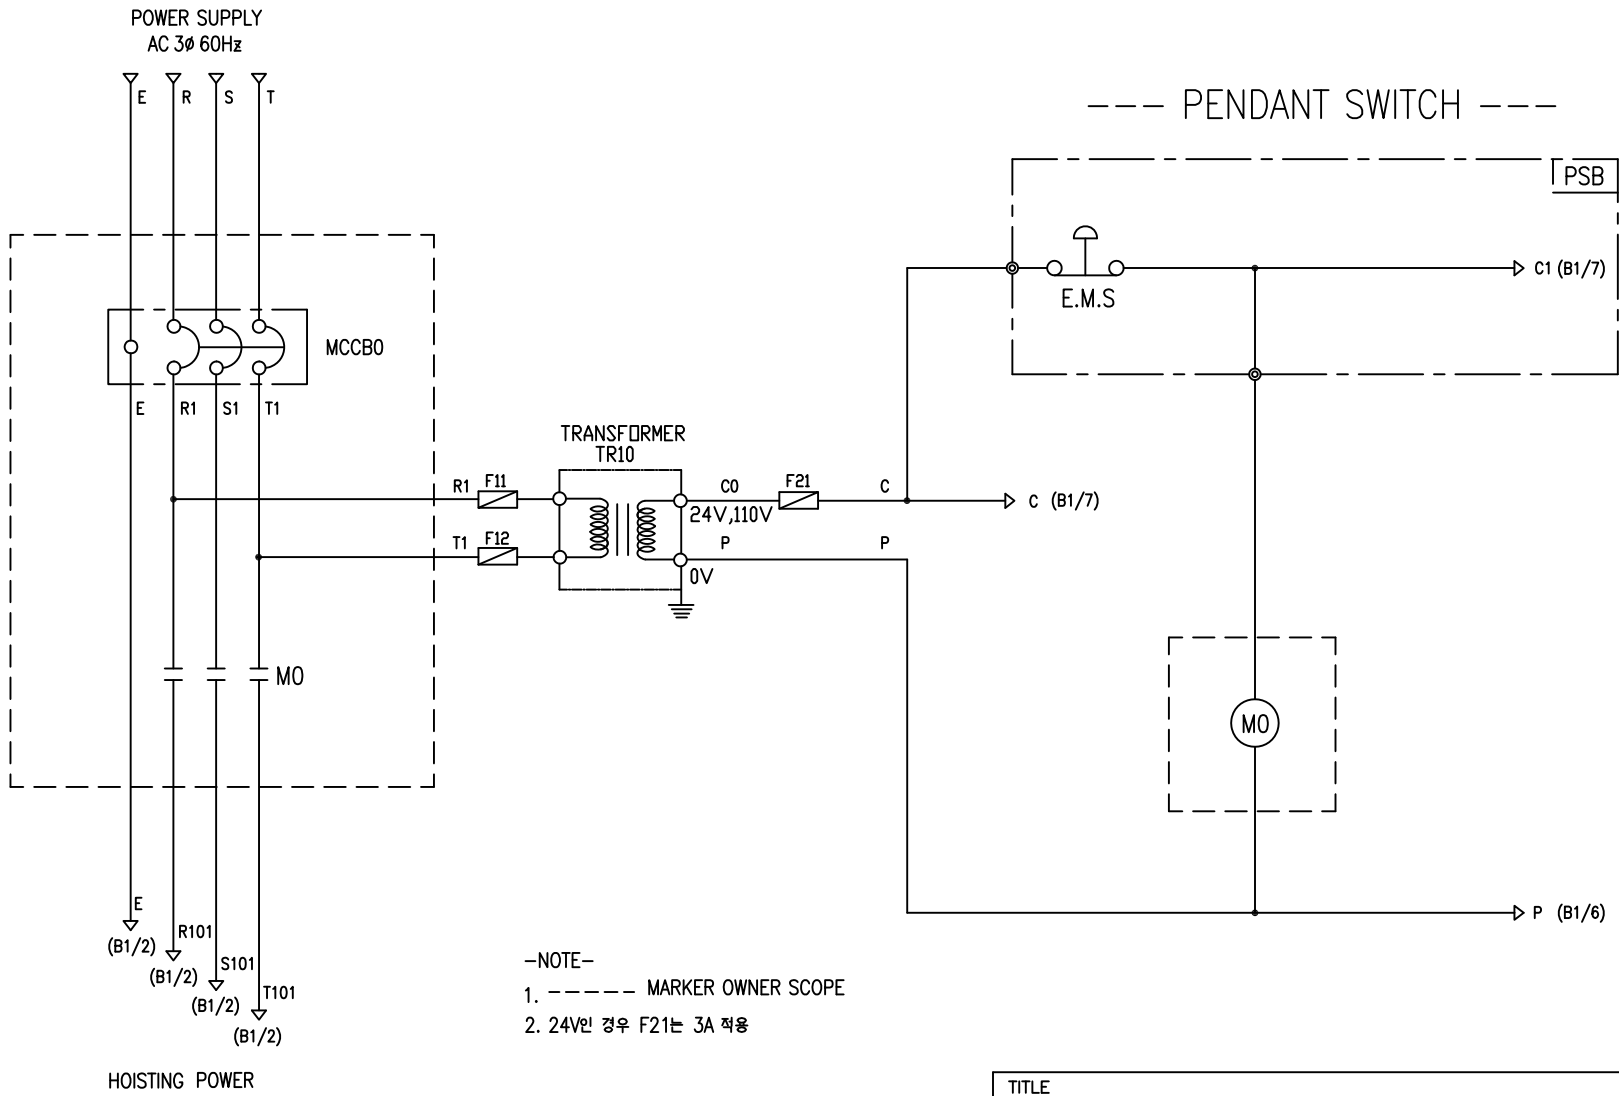 POWER SUPPLY
AC 3ø 60Hz
E R S T
--- PENDANT SWITCH ---
PSB
E.M.S
C1 (B1/7)
MCCB0
E R1 S1 T1
TRANSFORMER
TR10
R1 F11
C0 F21 C
C (B1/7)
24V,110V
T1 F12
P P
0V
M0
M0
E
(B1/2)
R101
(B1/2)
S101
(B1/2)
T101
(B1/2)
P (B1/6)
-NOTE-
1. ------ MARKER OWNER SCOPE
2. 24V인 경우 F21는 3A 적용
HOISTING POWER
TITLE